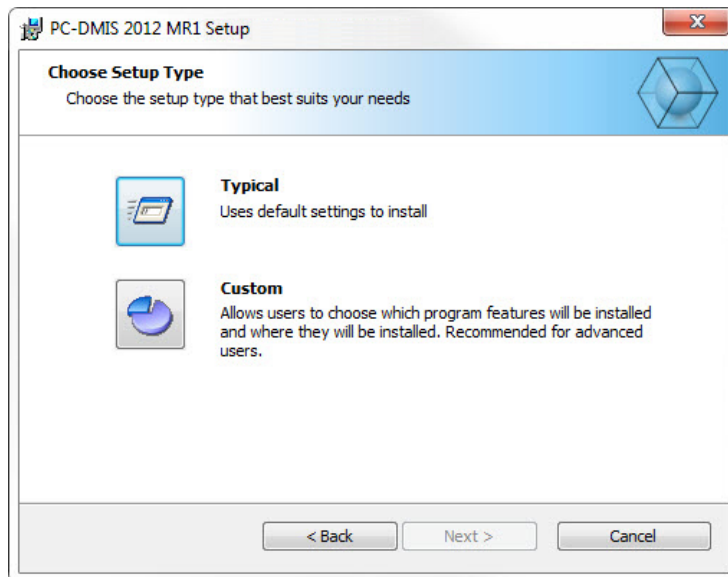 PC-DMIS 2012 MR1 Setup
Choose Setup Type
Choose the setup type that best suits your needs
Typical
Uses default settings to install
Custom
Allows users to choose which program features will be installed
and where they will be installed. Recommended for advanced
users.
< Back
Next >
Cancel